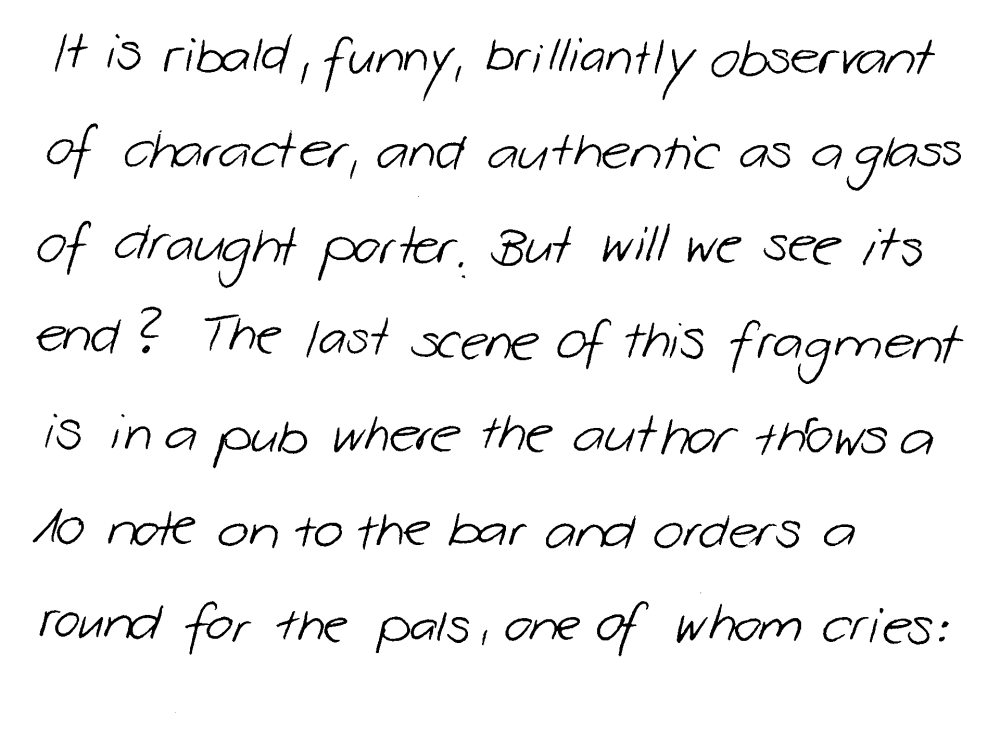 It is ribald, funny, brilliantly observant
of character, and authentic as a glass
of draught porter. But will we see its
end? The last scene of this fragment
is in a pub where the author throws a
10 note on to the bar and orders a
round for the pals, one of whom cries: